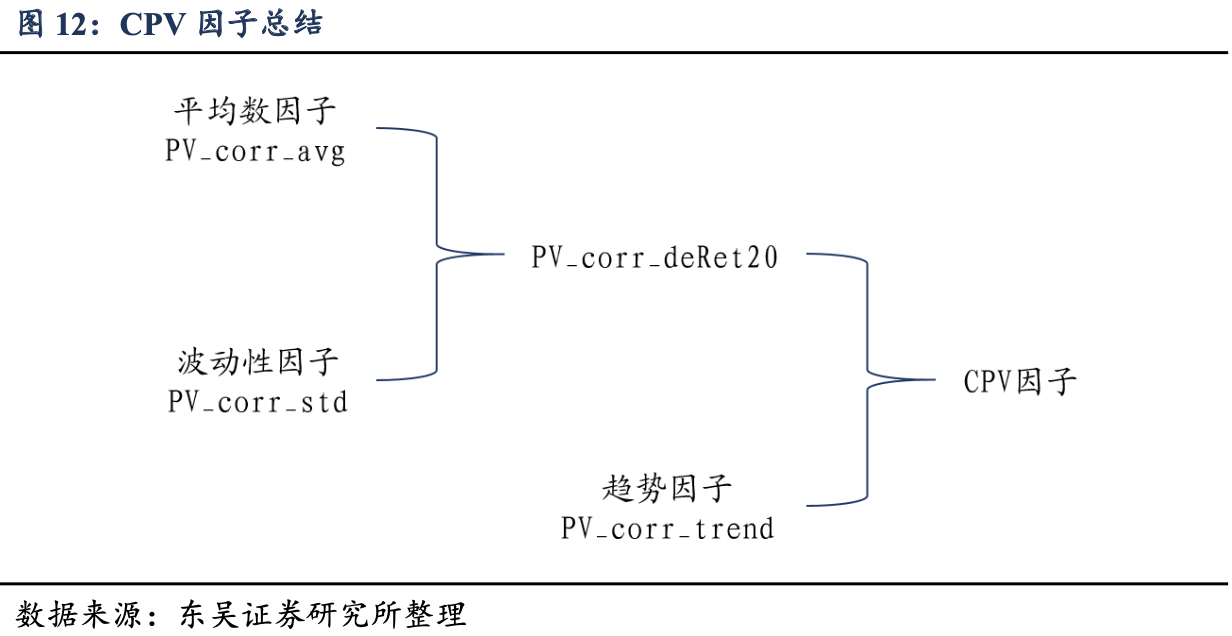 图 12：CPV 因子总结
平均数因子
PV_corr_avg
PV_corr_deRet20
波动性因子
PV_corr_std
CPV因子
趋势因子
PV_corr_trend
数据来源：东吴证券研究所整理